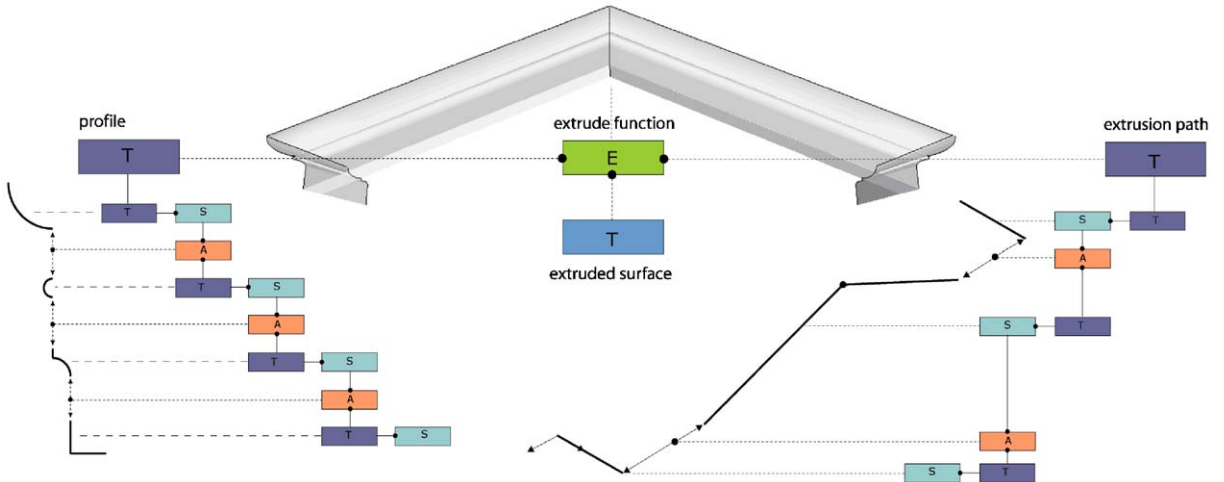 profile
extrude function
extrusion path
T
E
T
T
S
S
T
A
T
A
extruded surface
T
S
A
S
T
T
S
A
A
T
S
S
T